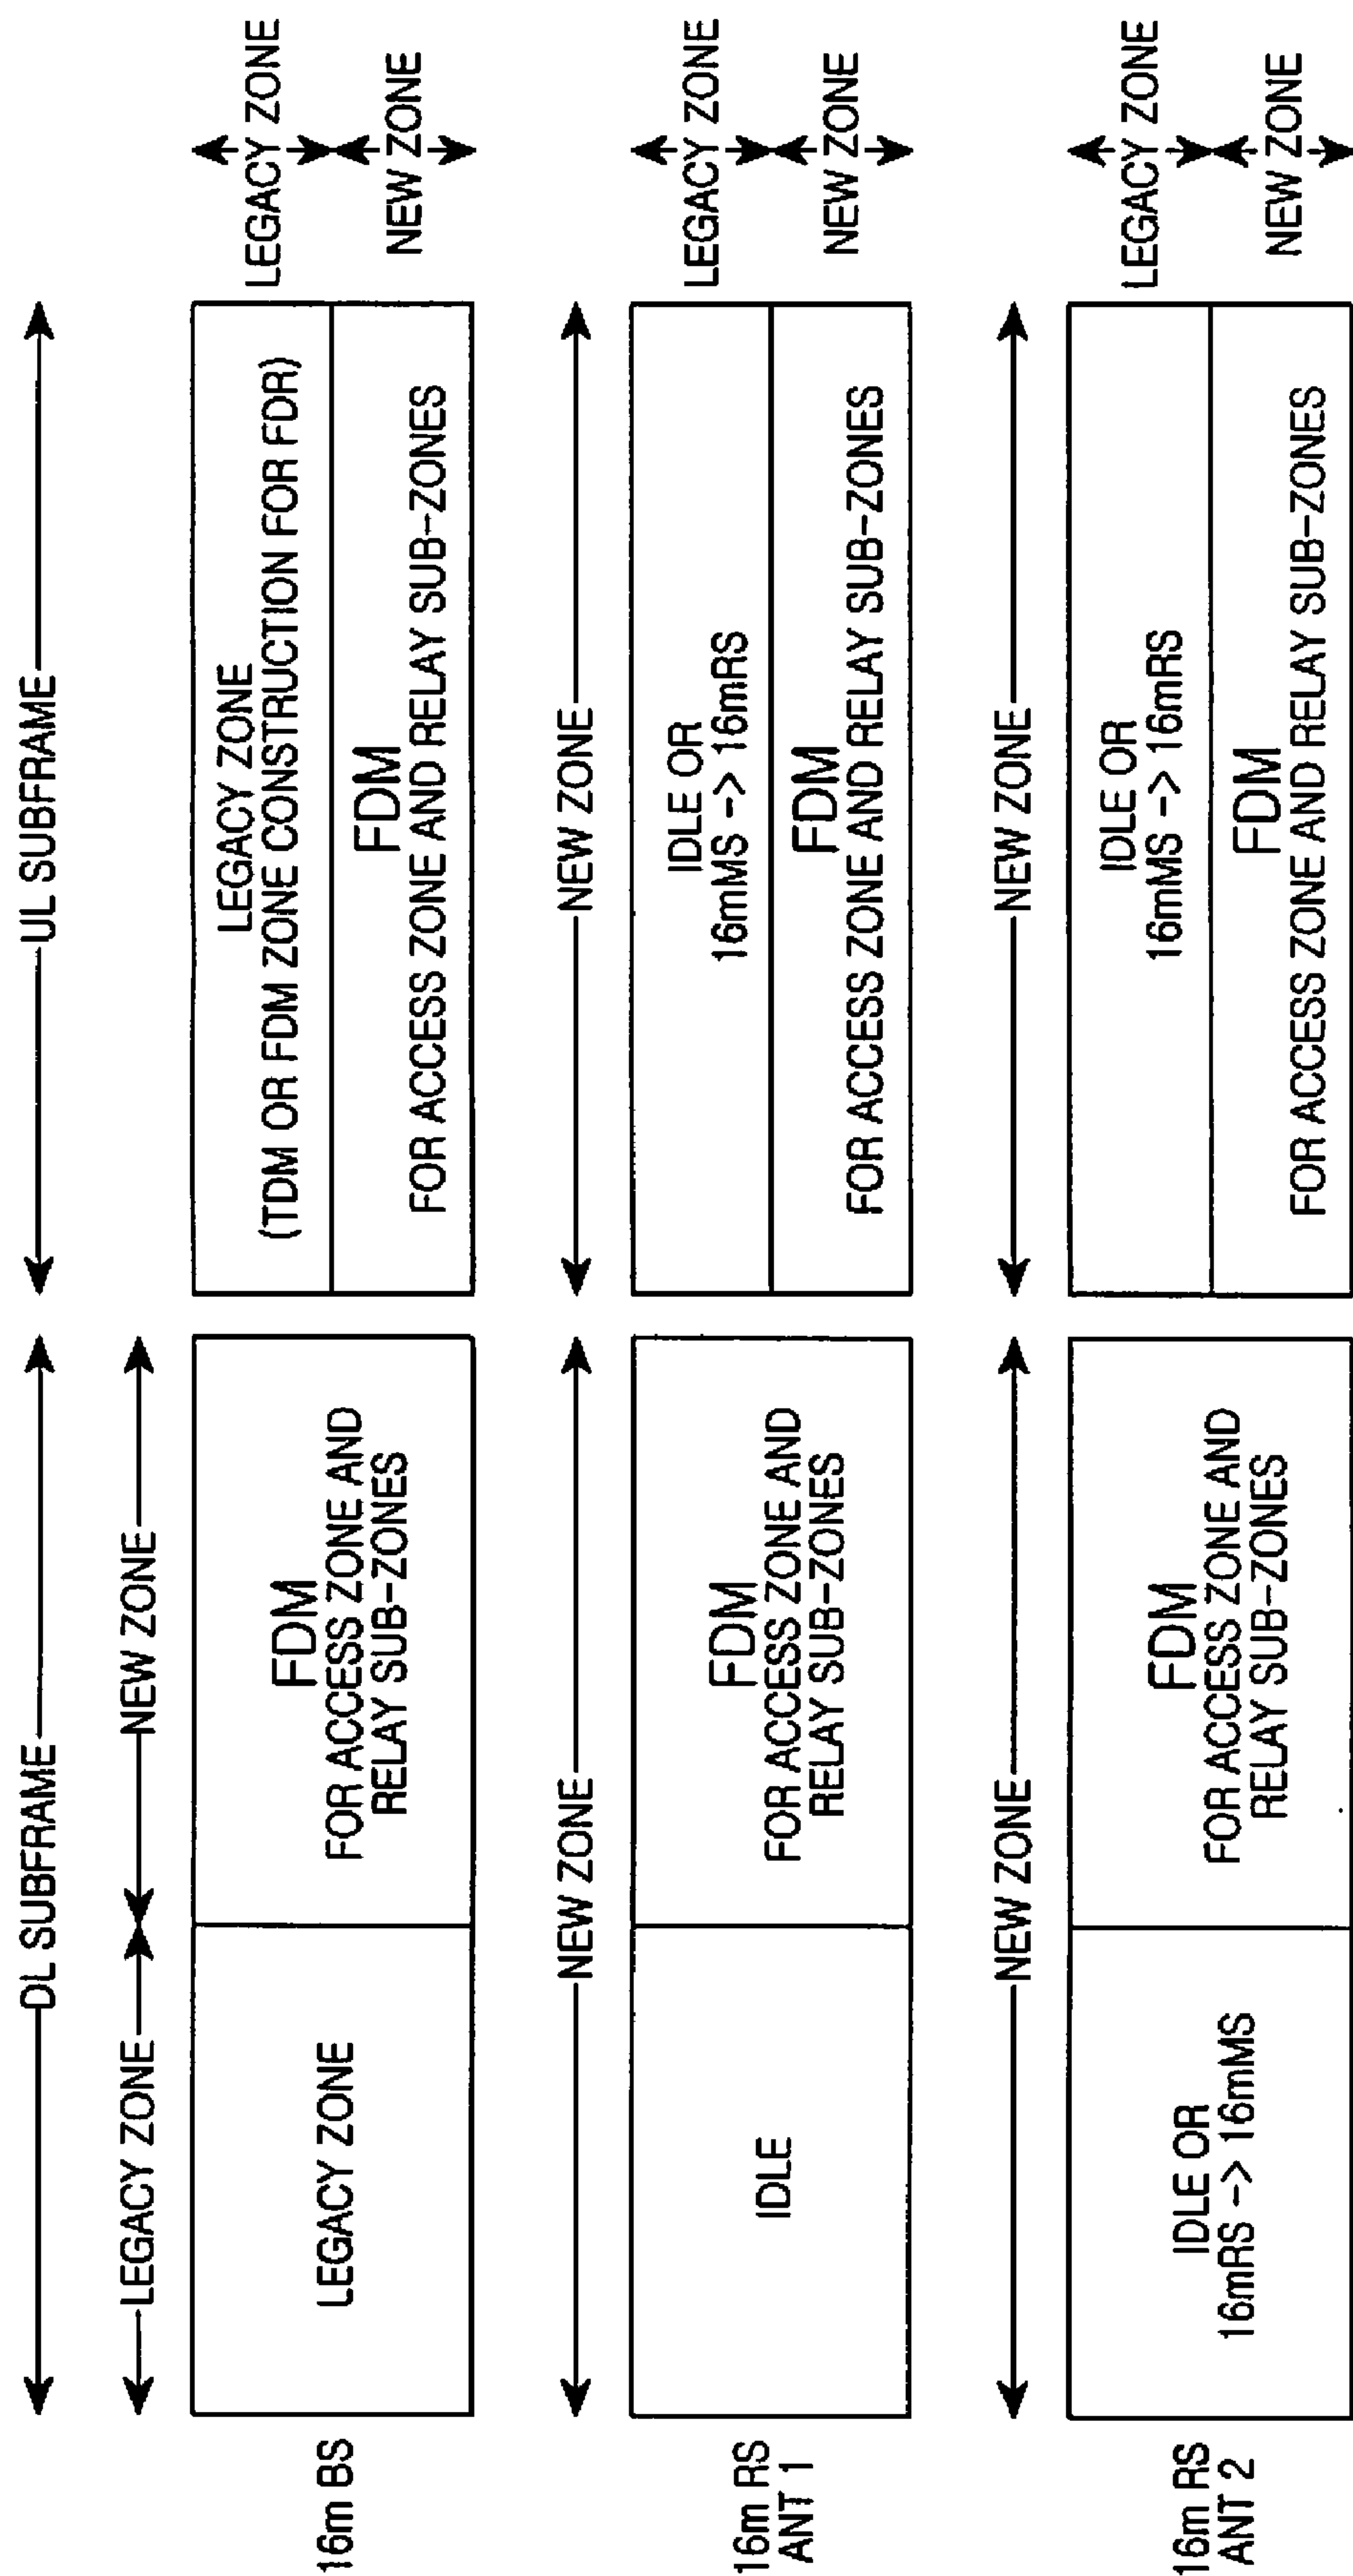 DL SUBFRAME
UL SUBFRAME
LEGACY ZONE
NEW ZONE
16m BS
LEGACY ZONE
FDM
FOR ACCESS ZONE AND
RELAY SUB-ZONES
LEGACY ZONE
(TDM OR FDM ZONE CONSTRUCTION FOR FDR)
FDM
FOR ACCESS ZONE AND RELAY SUB-ZONES
LEGACY ZONE
NEW ZONE
NEW ZONE
NEW ZONE
16m RS
ANT 1
IDLE
FDM
FOR ACCESS ZONE AND
RELAY SUB-ZONES
IDLE OR
16mMS -> 16mRS
FDM
FOR ACCESS ZONE AND RELAY SUB-ZONES
LEGACY ZONE
NEW ZONE
NEW ZONE
NEW ZONE
16m RS
ANT 2
IDLE OR
16mRS -> 16mMS
FDM
FOR ACCESS ZONE AND
RELAY SUB-ZONES
IDLE OR
16mMS -> 16mRS
FDM
FOR ACCESS ZONE AND RELAY SUB-ZONES
LEGACY ZONE
NEW ZONE